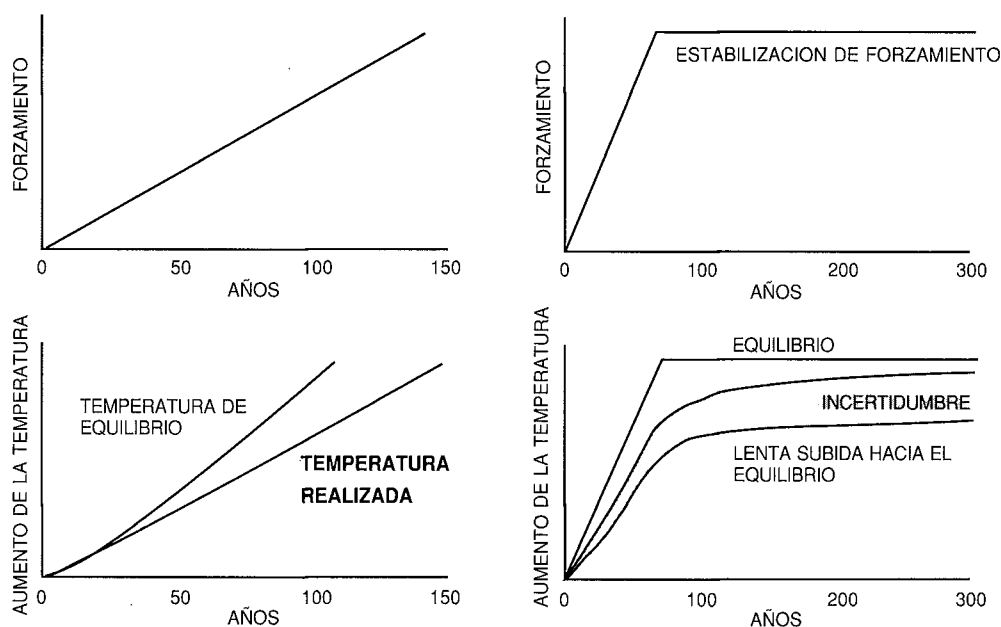 FORZAMIENTO
0 50 100 150
AÑOS
FORZAMIENTO
ESTABILIZACION DE FORZAMIENTO
0 100 200 300
AÑOS
AUMENTO DE LA TEMPERATURA
TEMPERATURA DE
EQUILIBRIO
TEMPERATURA
REALIZADA
0 50 100 150
AÑOS
AUMENTO DE LA TEMPERATURA
EQUILIBRIO
INCERTIDUMBRE
LENTA SUBIDA HACIA EL
EQUILIBRIO
0 100 200 300
AÑOS